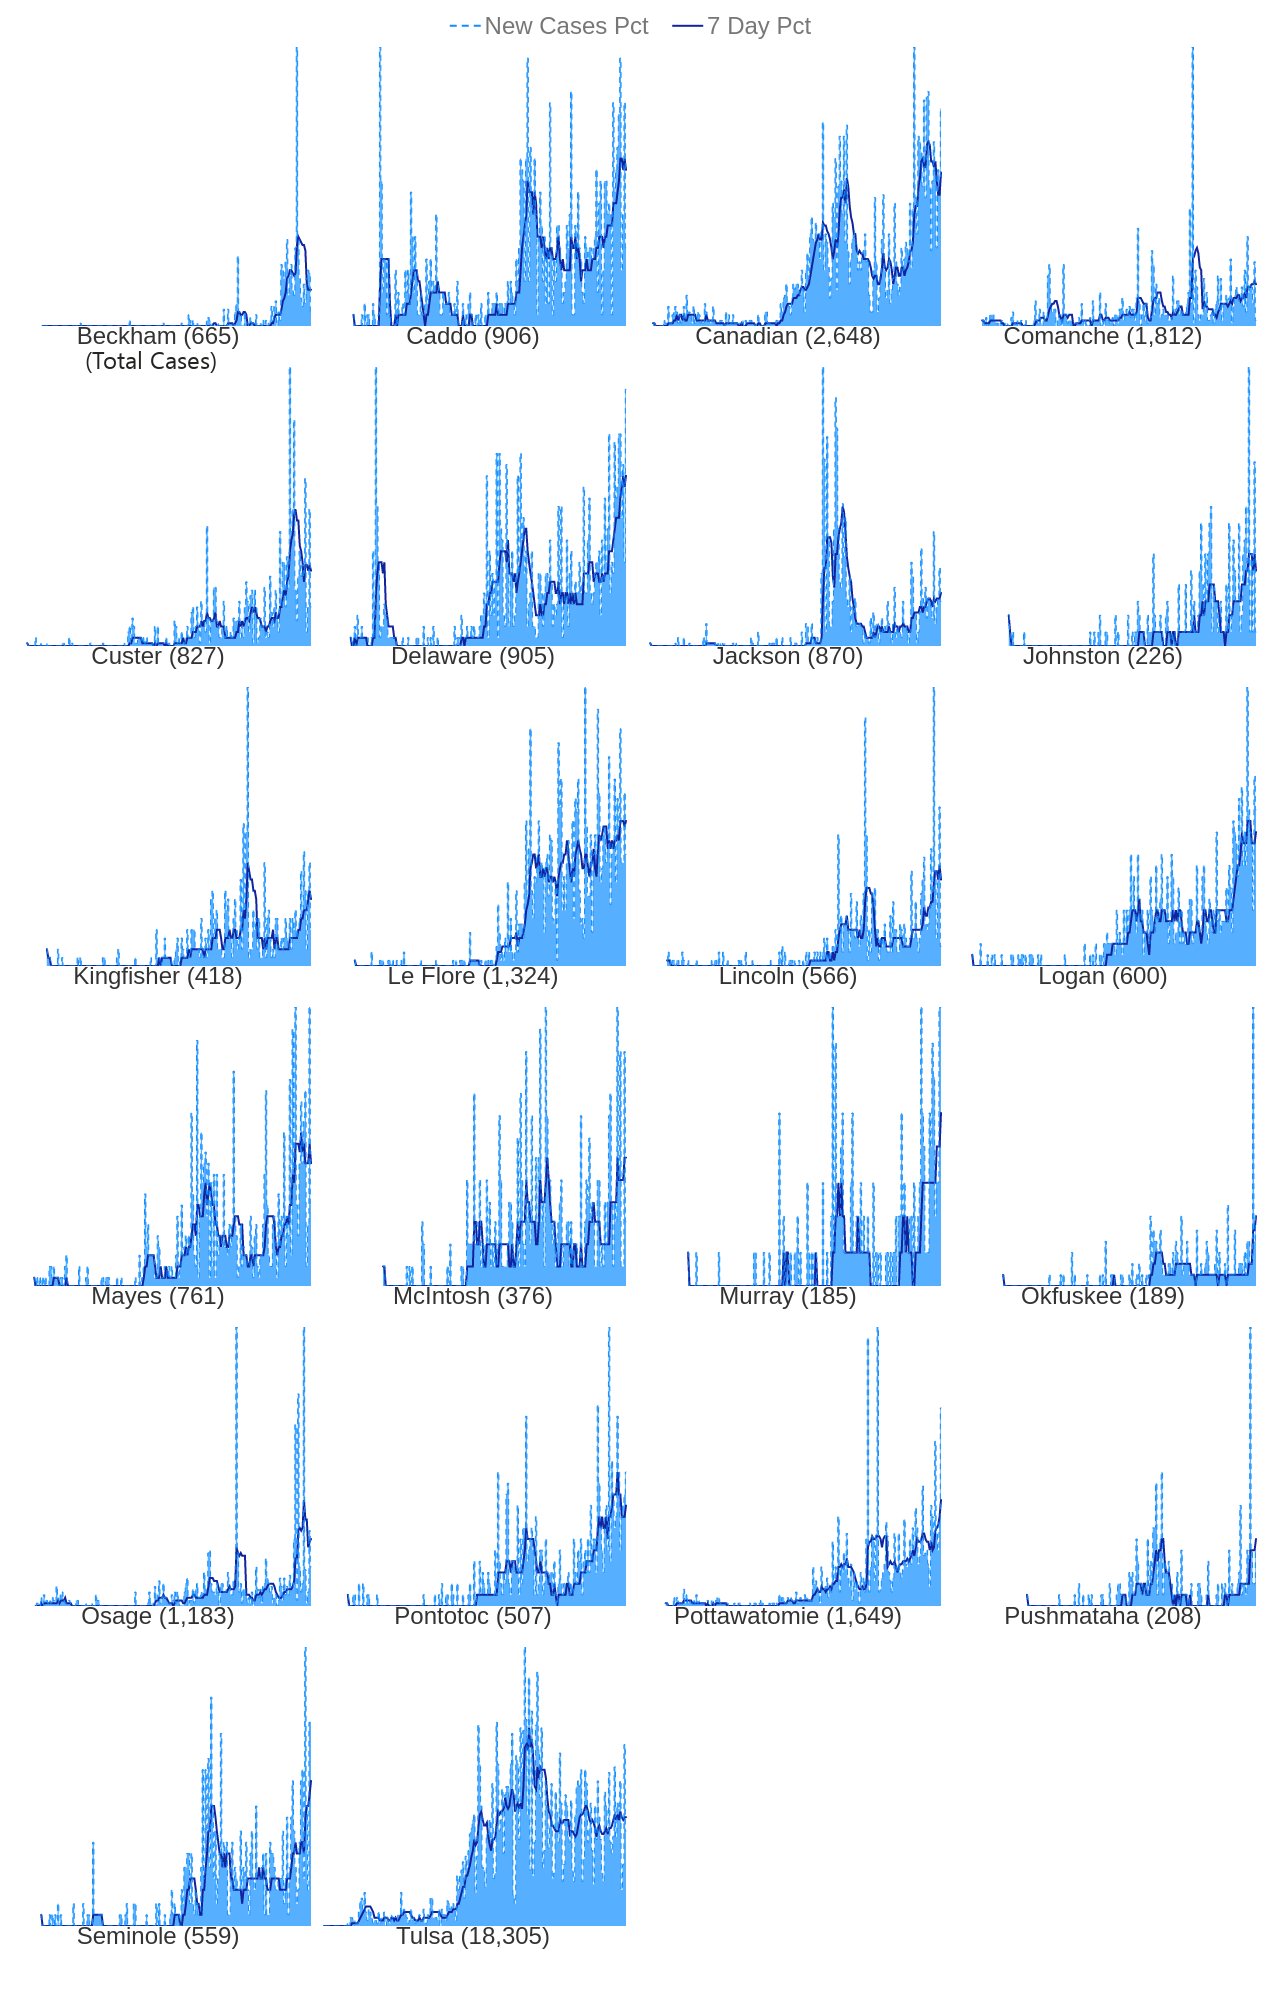 New Cases Pct 7 Day Pct
Beckham (665) Caddo (906) Canadian (2,648) Comanche (1,812)
(Total Cases)
Custer (827) Delaware (905) Jackson (870) Johnston (226)
Kingfisher (418) Le Flore (1,324) Lincoln (566) Logan (600)
Mayes (761) McIntosh (376) Murray (185) Okfuskee (189)
Osage (1,183) Pontotoc (507) Pottawatomie (1,649) Pushmataha (208)
Seminole (559) Tulsa (18,305)